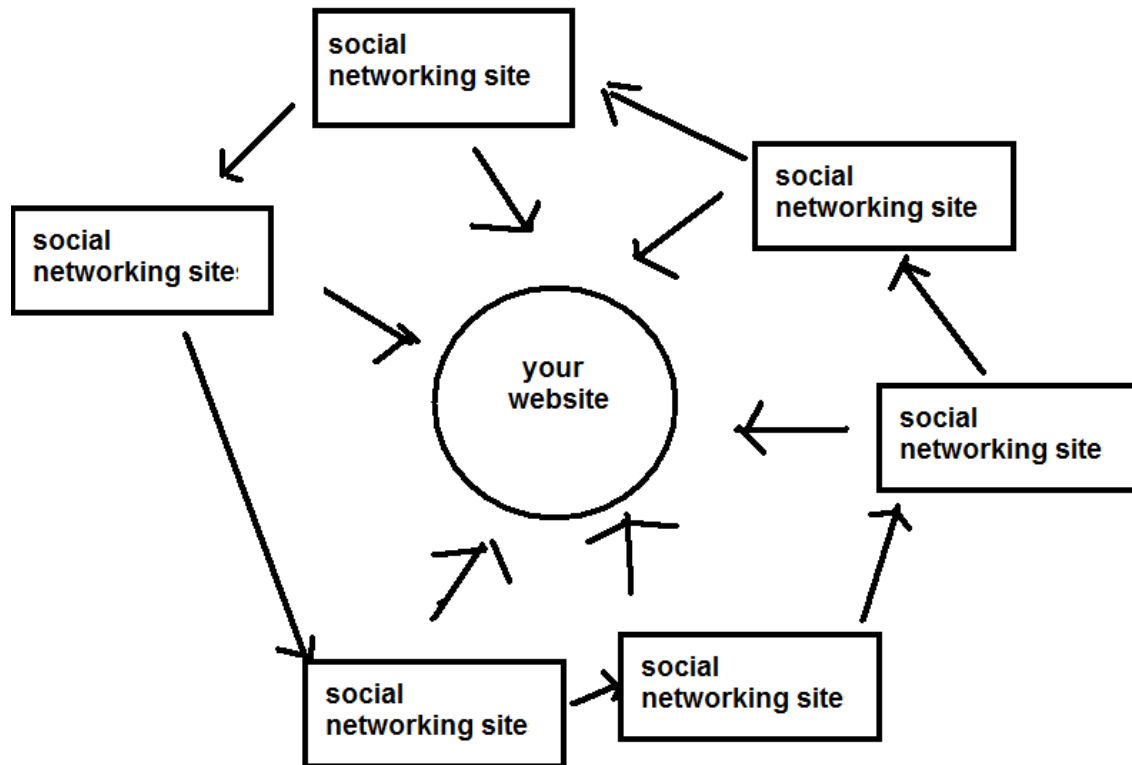 social
networking site
social
networking site
social
networking sites
your
website
social
networking site
social
networking site
social
networking site